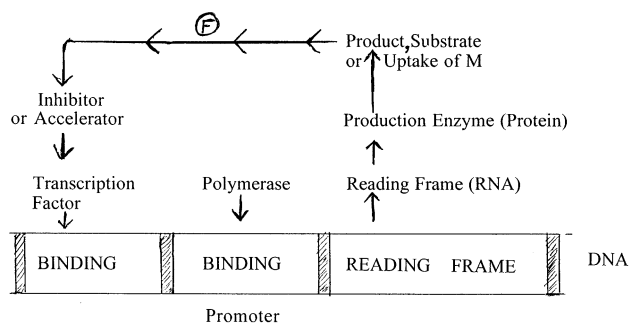 F
Product, Substrate
or Uptake of M
Inhibitor
or Accelerator
Production Enzyme (Protein)
Transcription
Factor
Polymerase
Reading Frame (RNA)
BINDING
BINDING
READING FRAME
DNA
Promoter